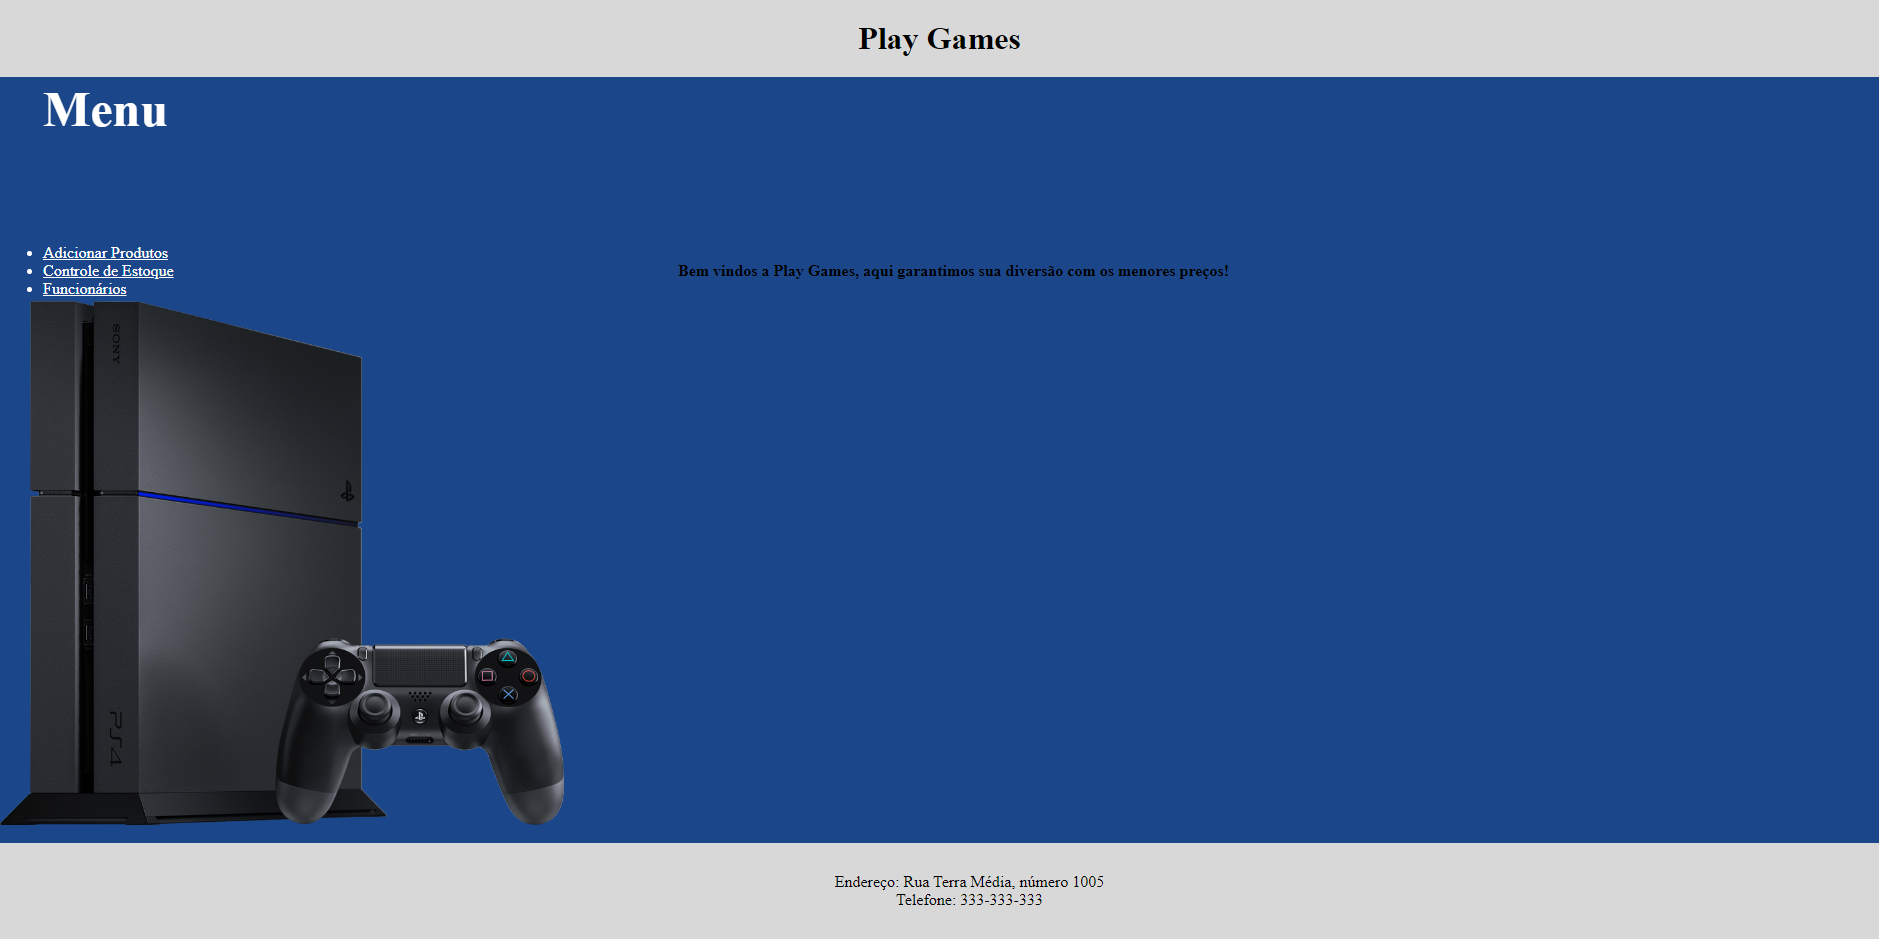 Play Games
Menu
Adicionar Produtos
Controle de Estoque
Funcionários
Bem vindos a Play Games, aqui garantimos sua diversão com os menores preços!
SONY
PS4
Endereço: Rua Terra Média, número 1005
Telefone: 333-333-333